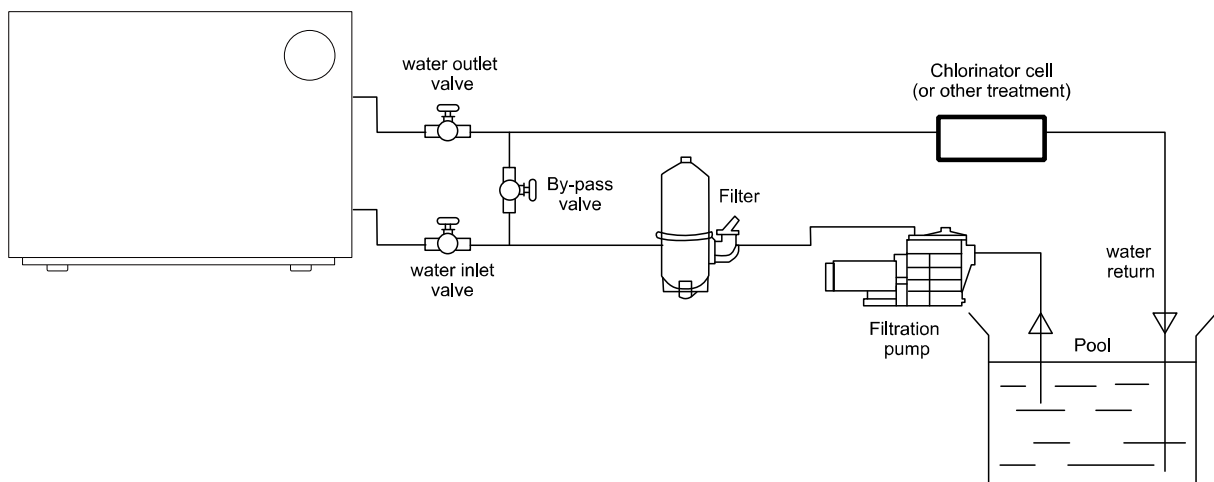 water outlet
valve
Chlorinator cell
(or other treatment)
By-pass
valve
Filter
water inlet
valve
water
return
Filtration
pump
Pool